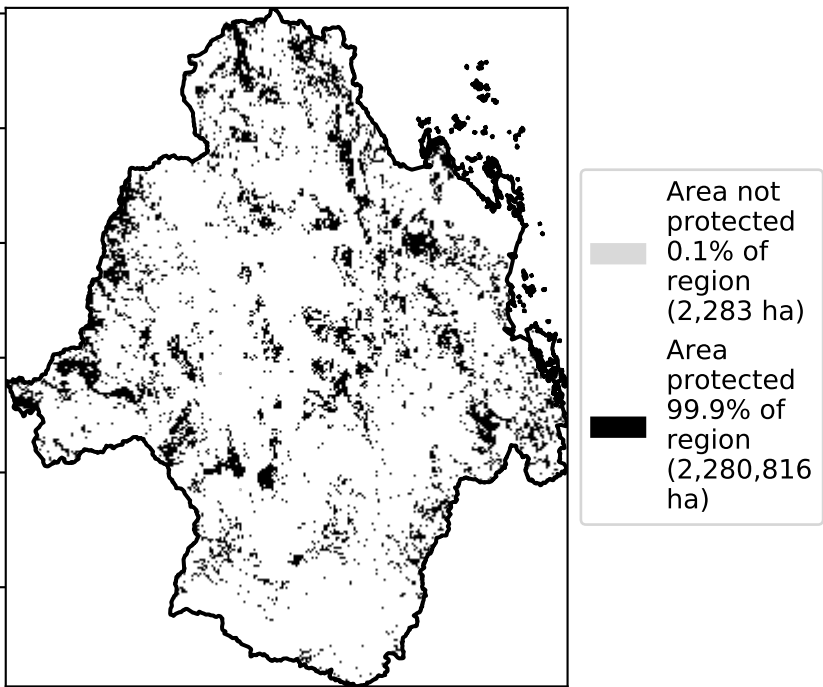 Area not
protected
0.1% of
region
(2,283 ha)
Area
protected
99.9% of
region
(2,280,816
ha)